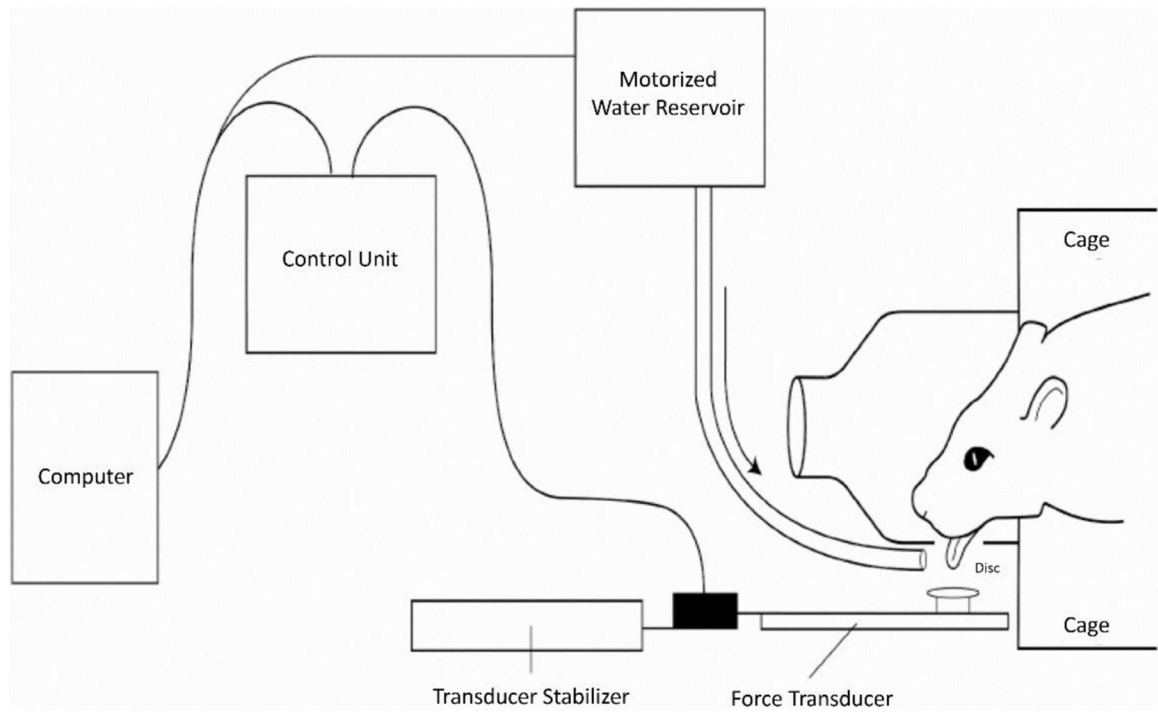 Motorized
Water Reservoir
Control Unit
Cage
Computer
Disc
Cage
Transducer Stabilizer
Force Transducer